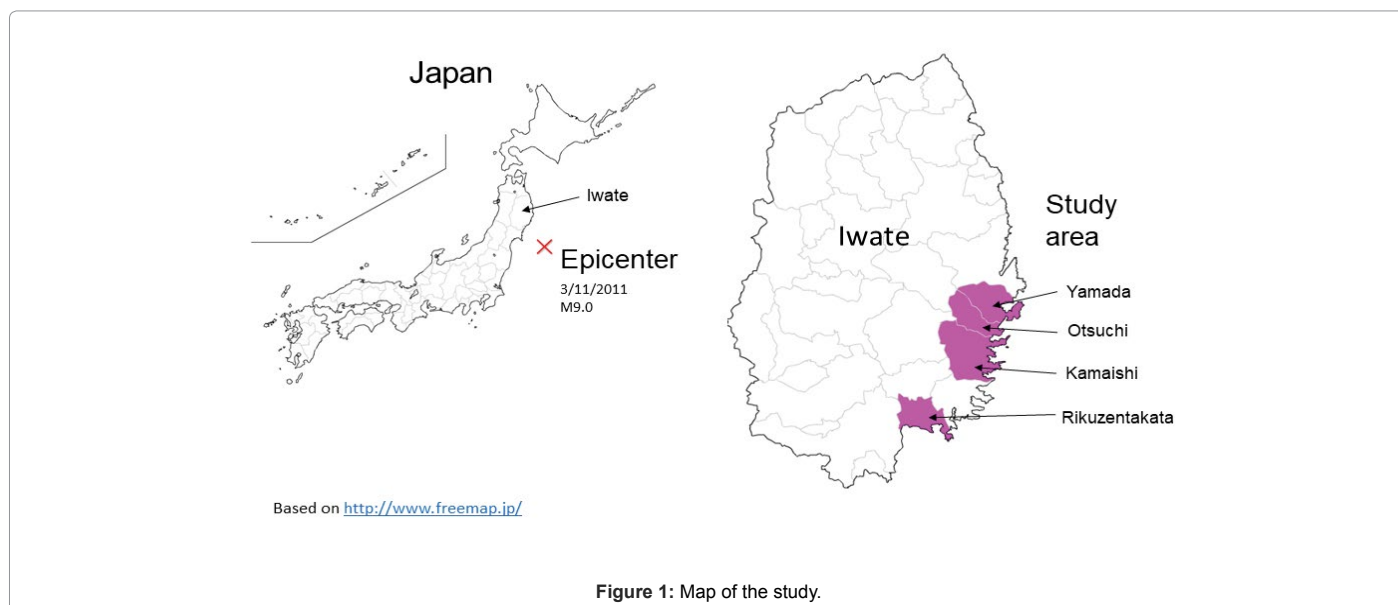 Japan
Iwate
Epicenter
3/11/2011
M9.0
Based on http://www.freemap.jp/
Iwate
Study
area
Yamada
Otsuchi
Kamaishi
Rikuzentakata
Figure 1: Map of the study.